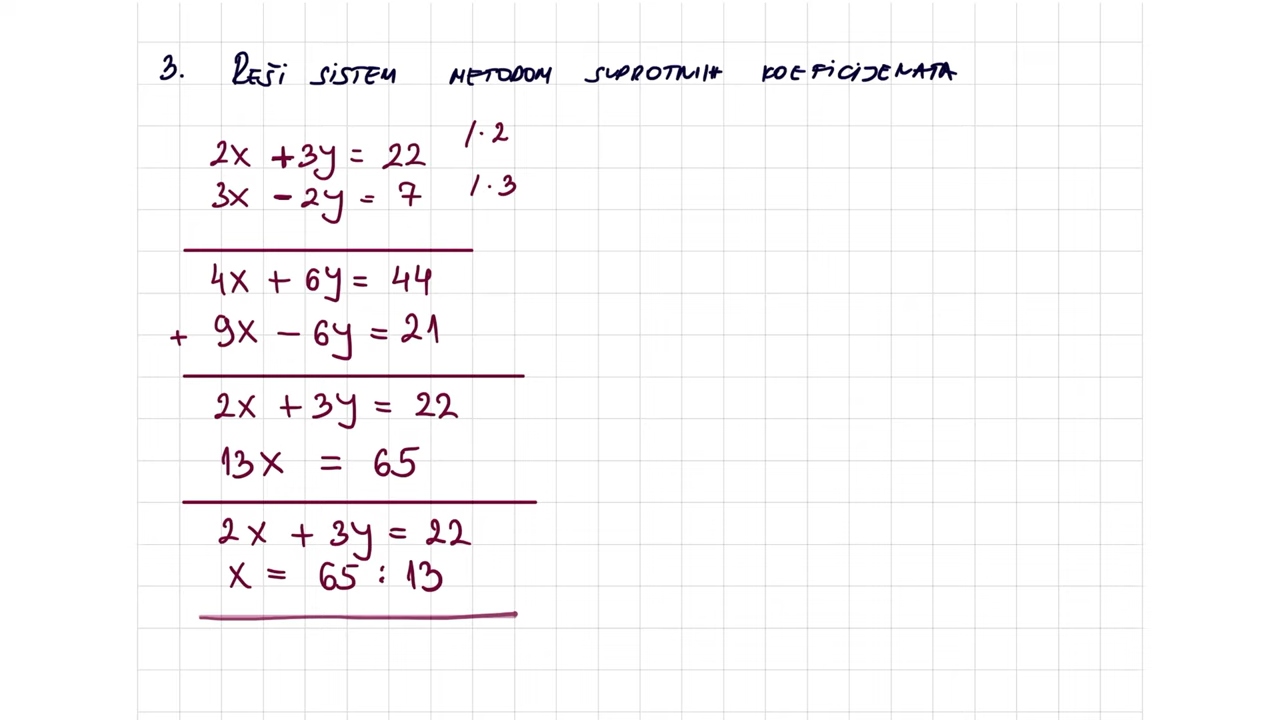 3. REŠI SISTEM METODOM SUPROTNIH KOEFICIJENATA
2x + 3y = 22 /·2
3x - 2y = 7 /·3
4x + 6y = 44
+ 9x - 6y = 21
2x + 3y = 22
13x = 65
2x + 3y = 22
x = 65 : 13